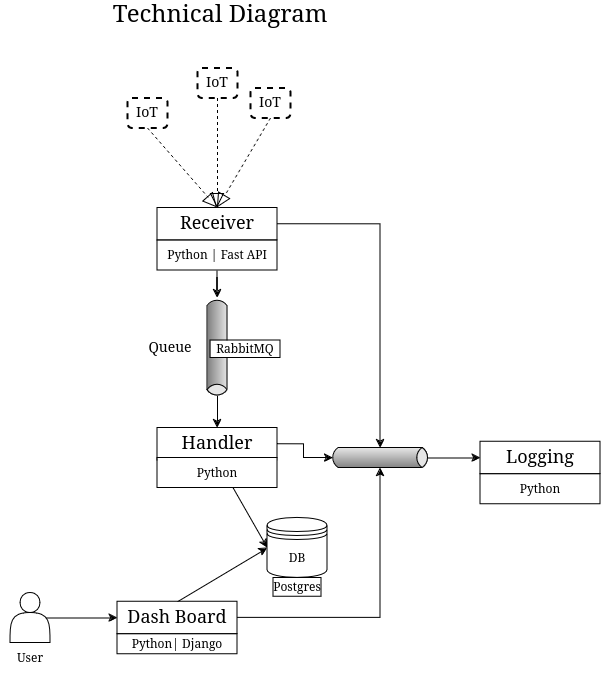 Technical Diagram
IoT
IoT
IoT
Receiver
Python | Fast API
Queue
RabbitMQ
Handler
Python
Logging
Python
DB
Postgres
Dash Board
Python| Django
User